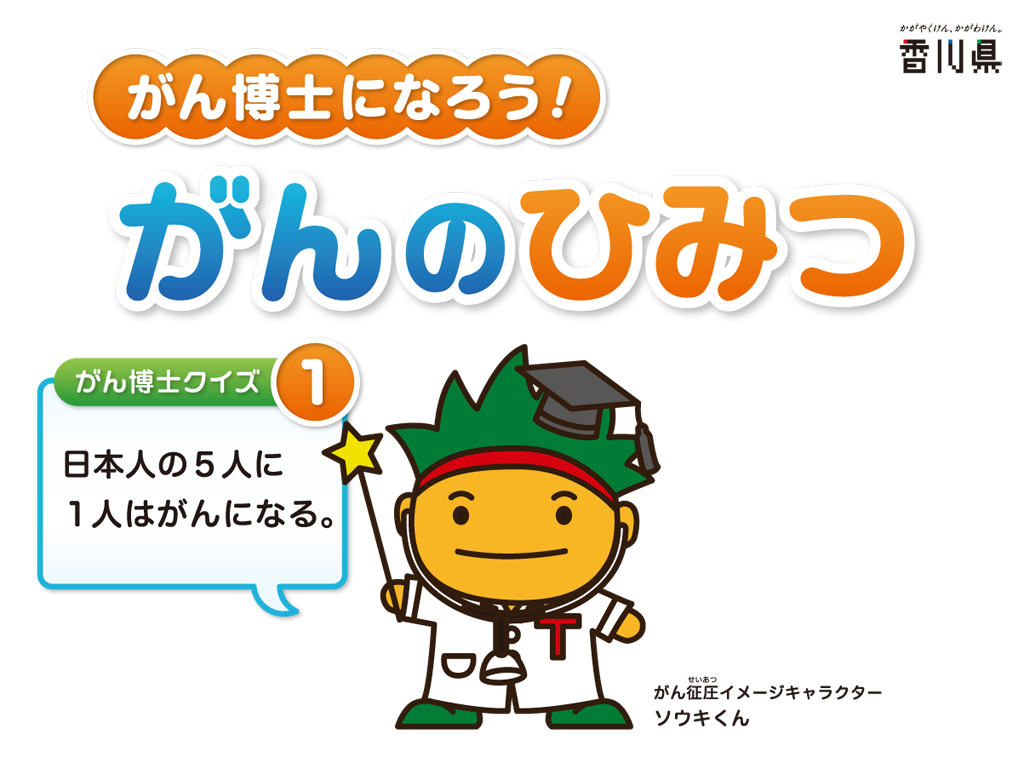 かがやくけん、かがわけん。
香川県
がん博士になろう!
がんのひみつ
がん博士クイズ 1
日本人の5人に
1人はがんになる。
T
せいあつ
がん征圧イメージキャラクター
ソウキくん